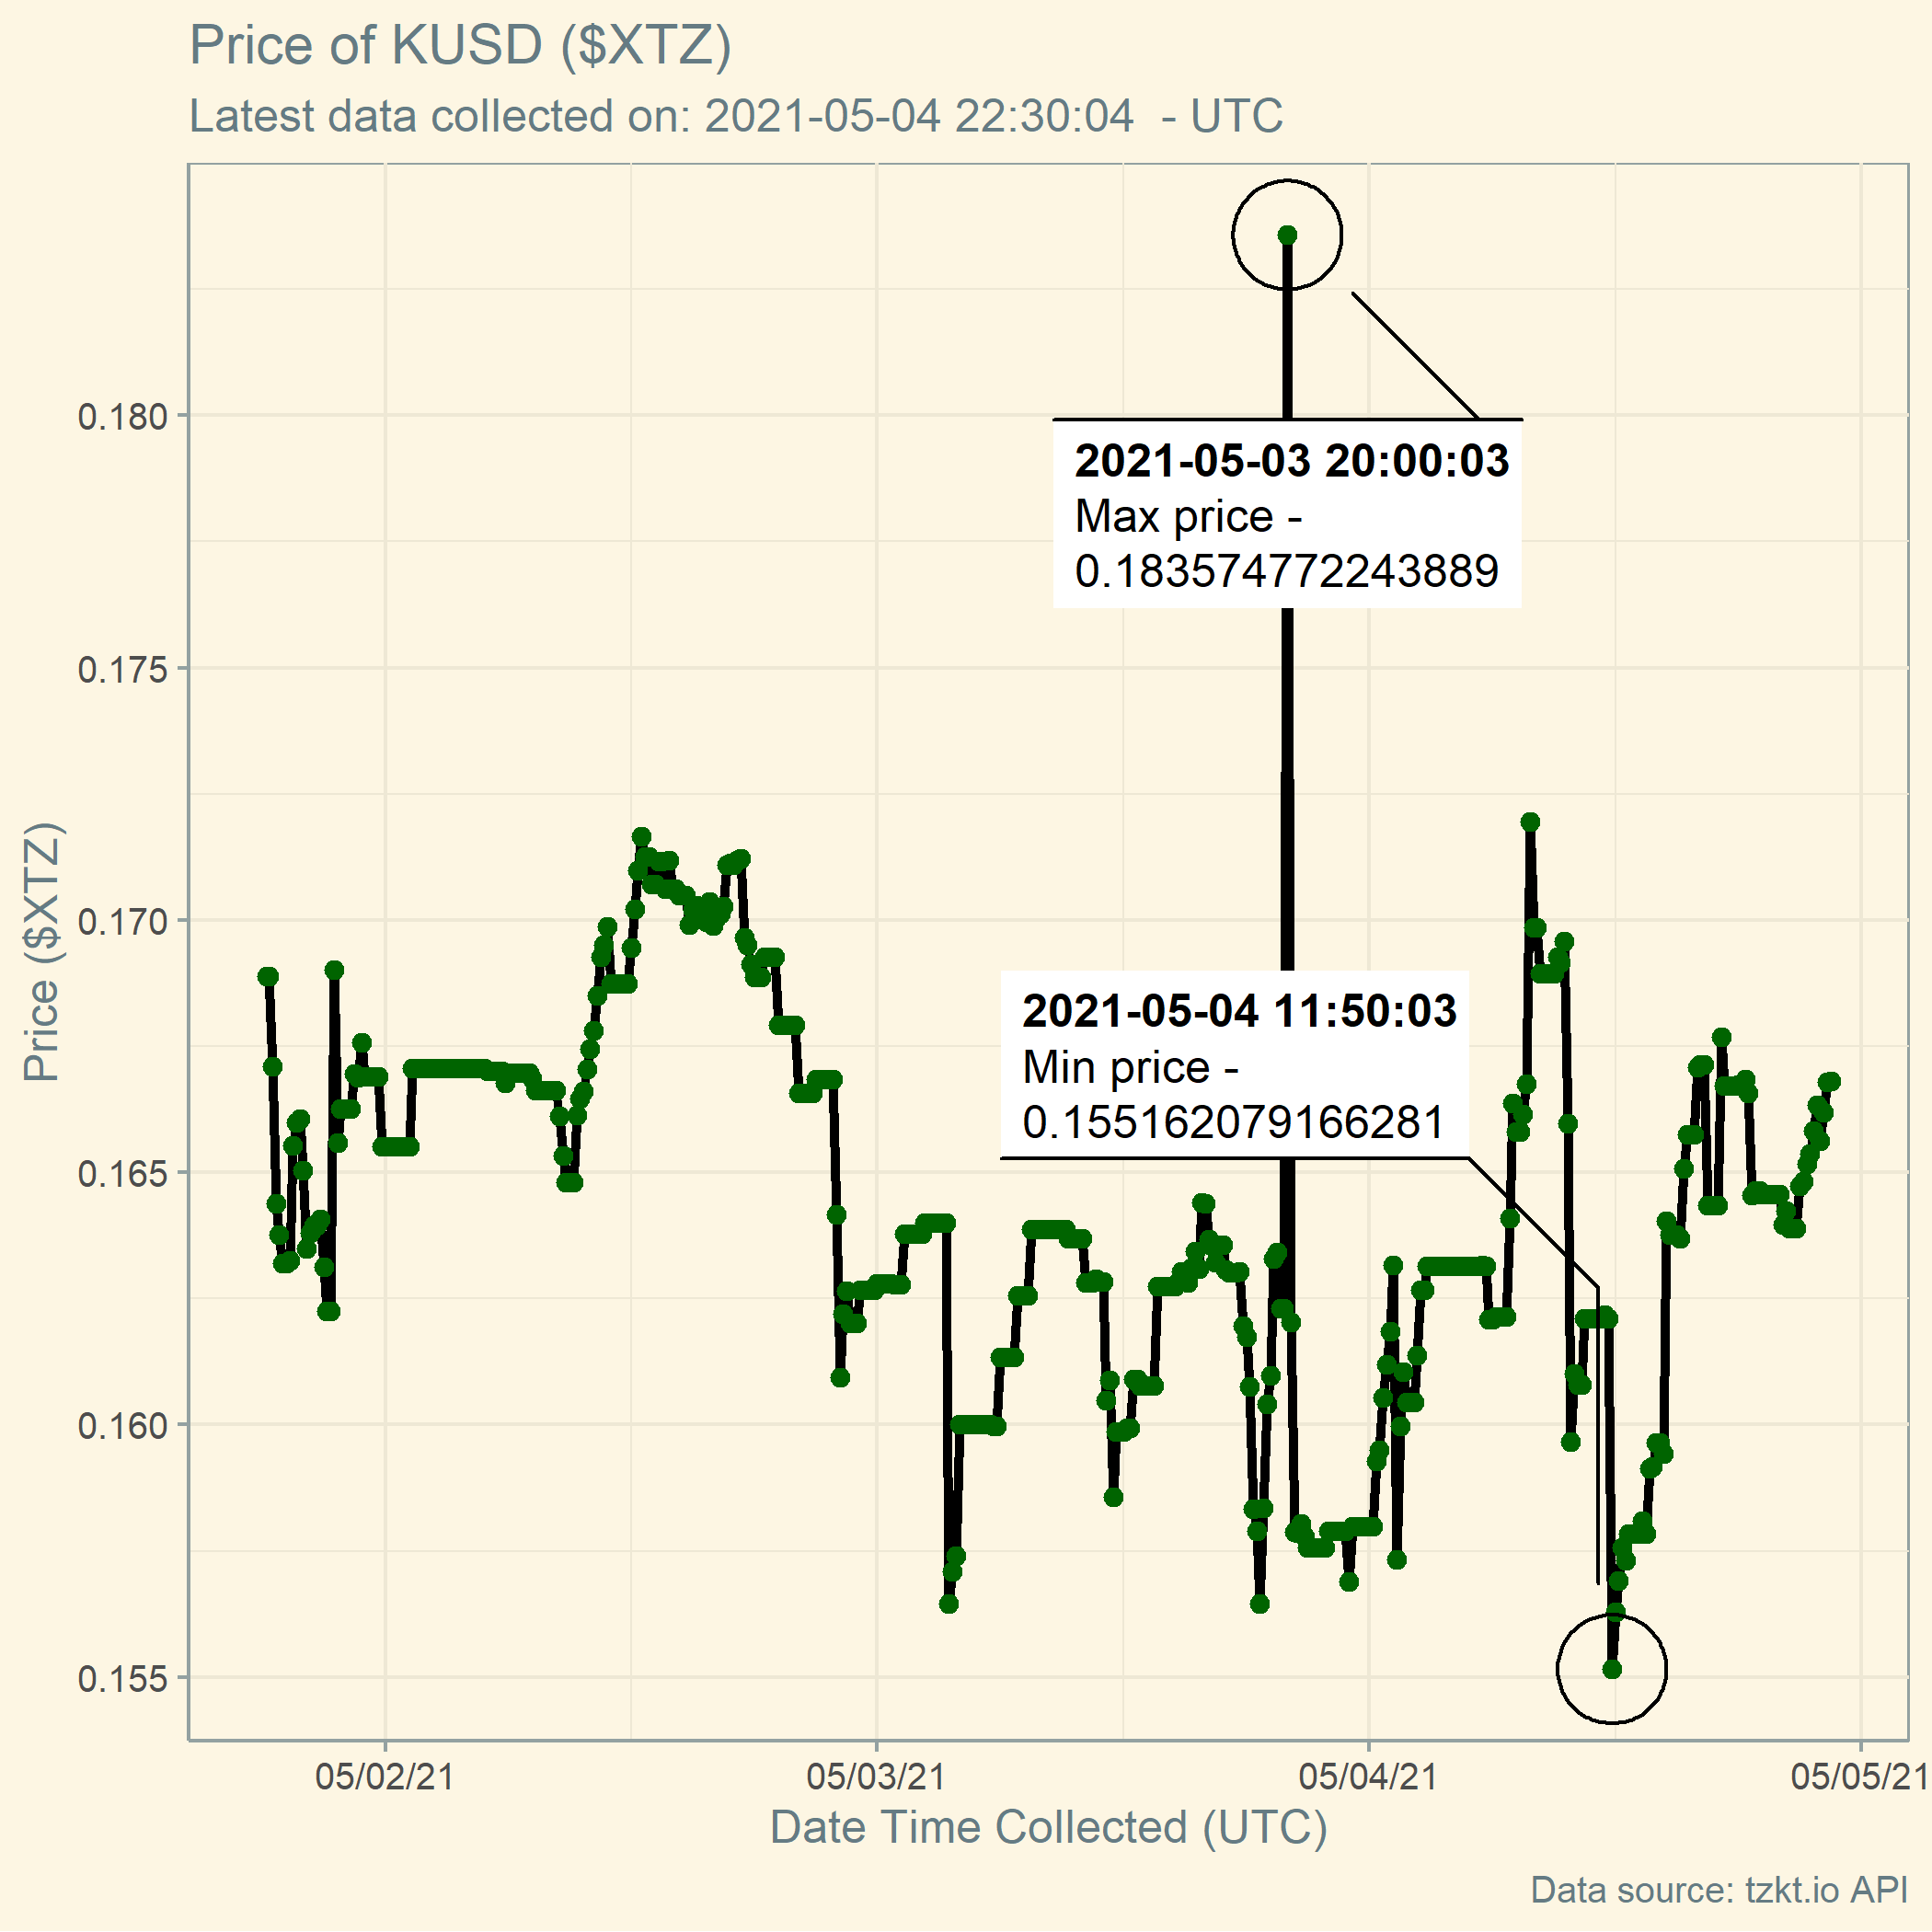 Price of KUSD ($XTZ)
Latest data collected on: 2021-05-04 22:30:04  - UTC
Price ($XTZ)
0.180
0.175
0.170
0.165
0.160
0.155
2021-05-03 20:00:03
Max price -
0.183574772243889
2021-05-04 11:50:03
Min price -
0.155162079166281
05/02/21
05/03/21
05/04/21
05/05/21
Date Time Collected (UTC)
Data source: tzkt.io API